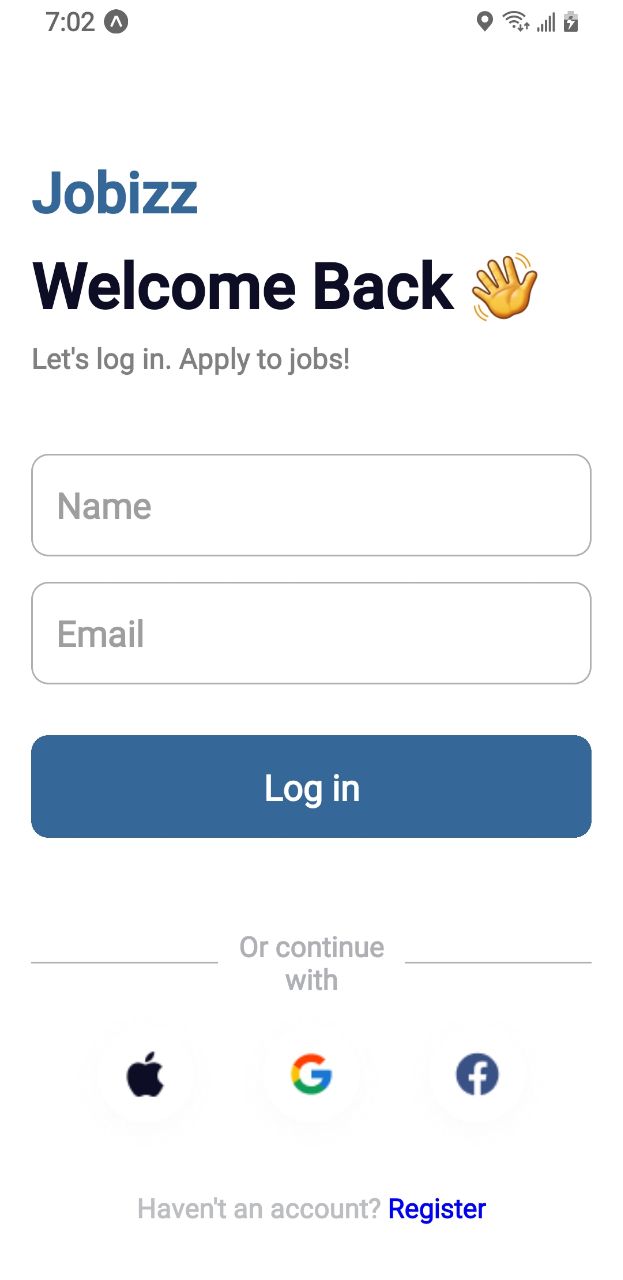 7:02
Jobizz
Welcome Back 👋
Let's log in. Apply to jobs!
Name
Email
Log in
Or continue
with
Haven't an account? Register